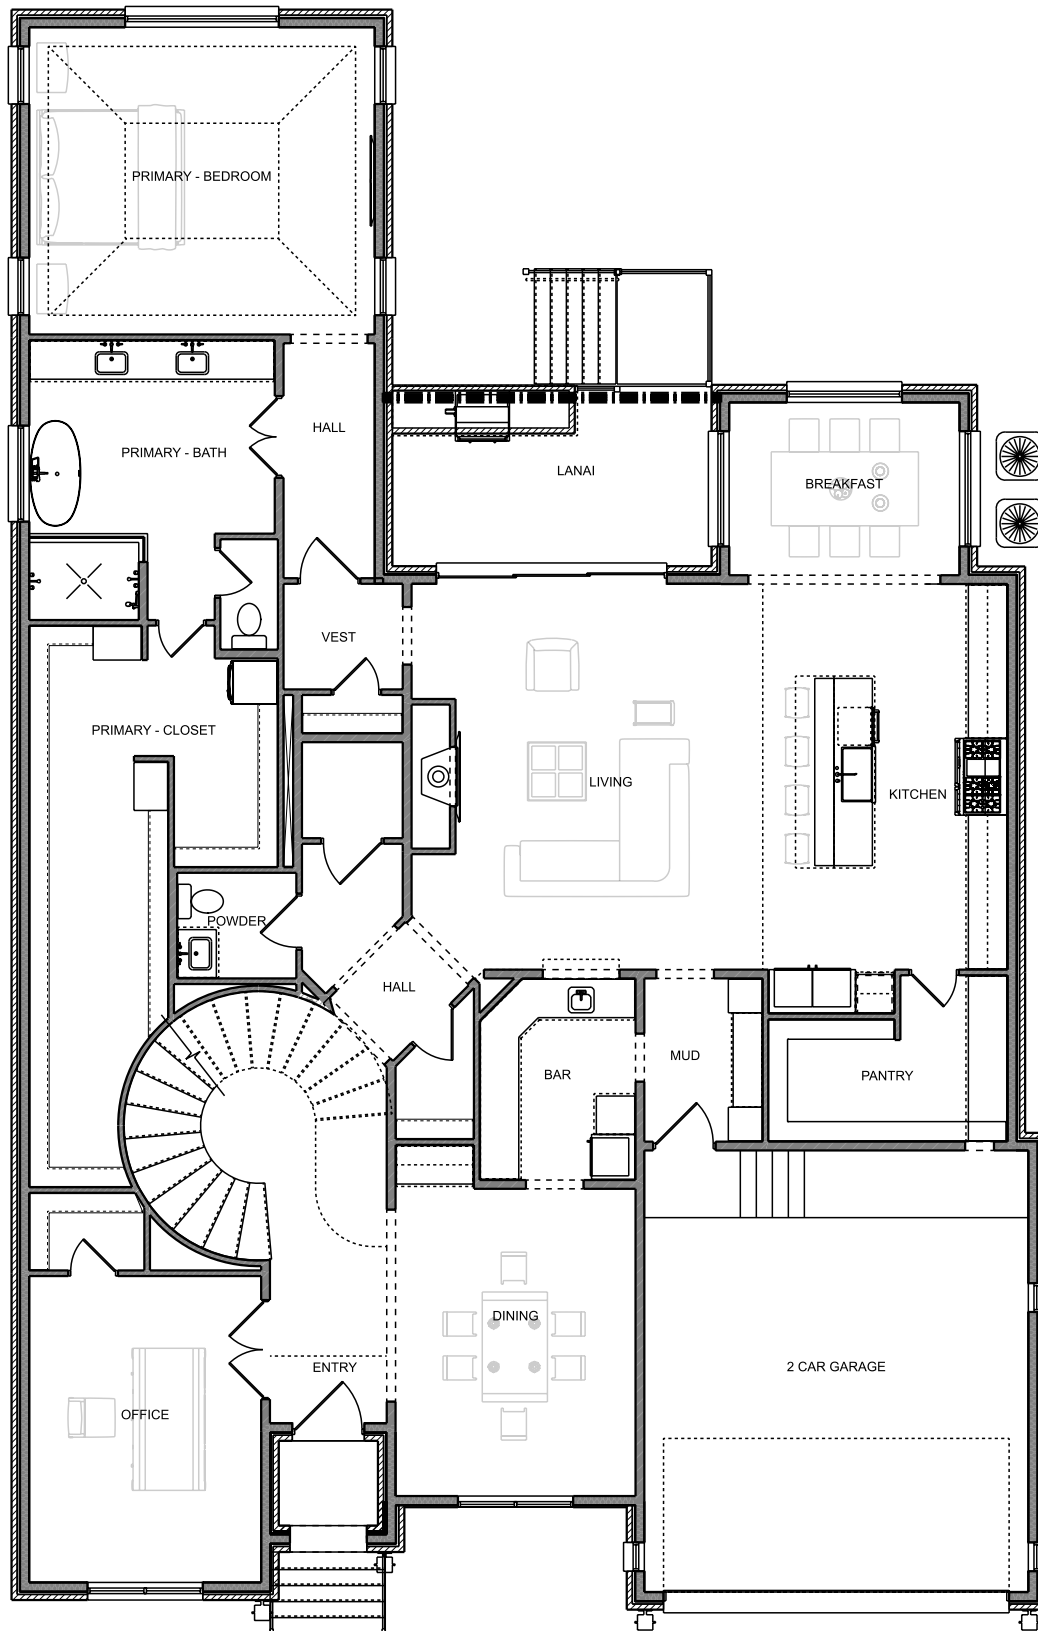 PRIMARY - BEDROOM
HALL
PRIMARY - BATH
LANAI
BREAKFAST
VEST
PRIMARY - CLOSET
LIVING
KITCHEN
POWDER
HALL
MUD
BAR
PANTRY
DINING
ENTRY
2 CAR GARAGE
OFFICE